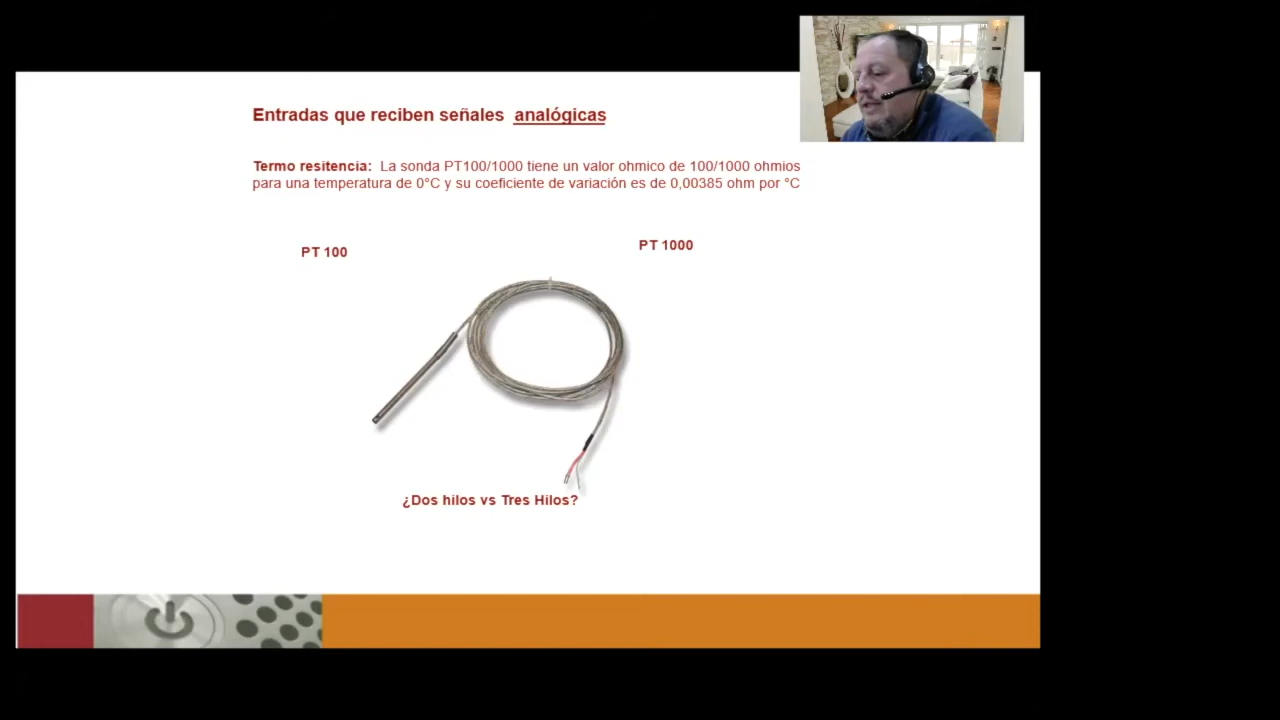 Entradas que reciben señales analógicas
Termo resitencia: La sonda PT100/1000 tiene un valor ohmico de 100/1000 ohmios
para una temperatura de 0°C y su coeficiente de variación es de 0,00385 ohm por °C
PT 100
PT 1000
¿Dos hilos vs Tres Hilos?